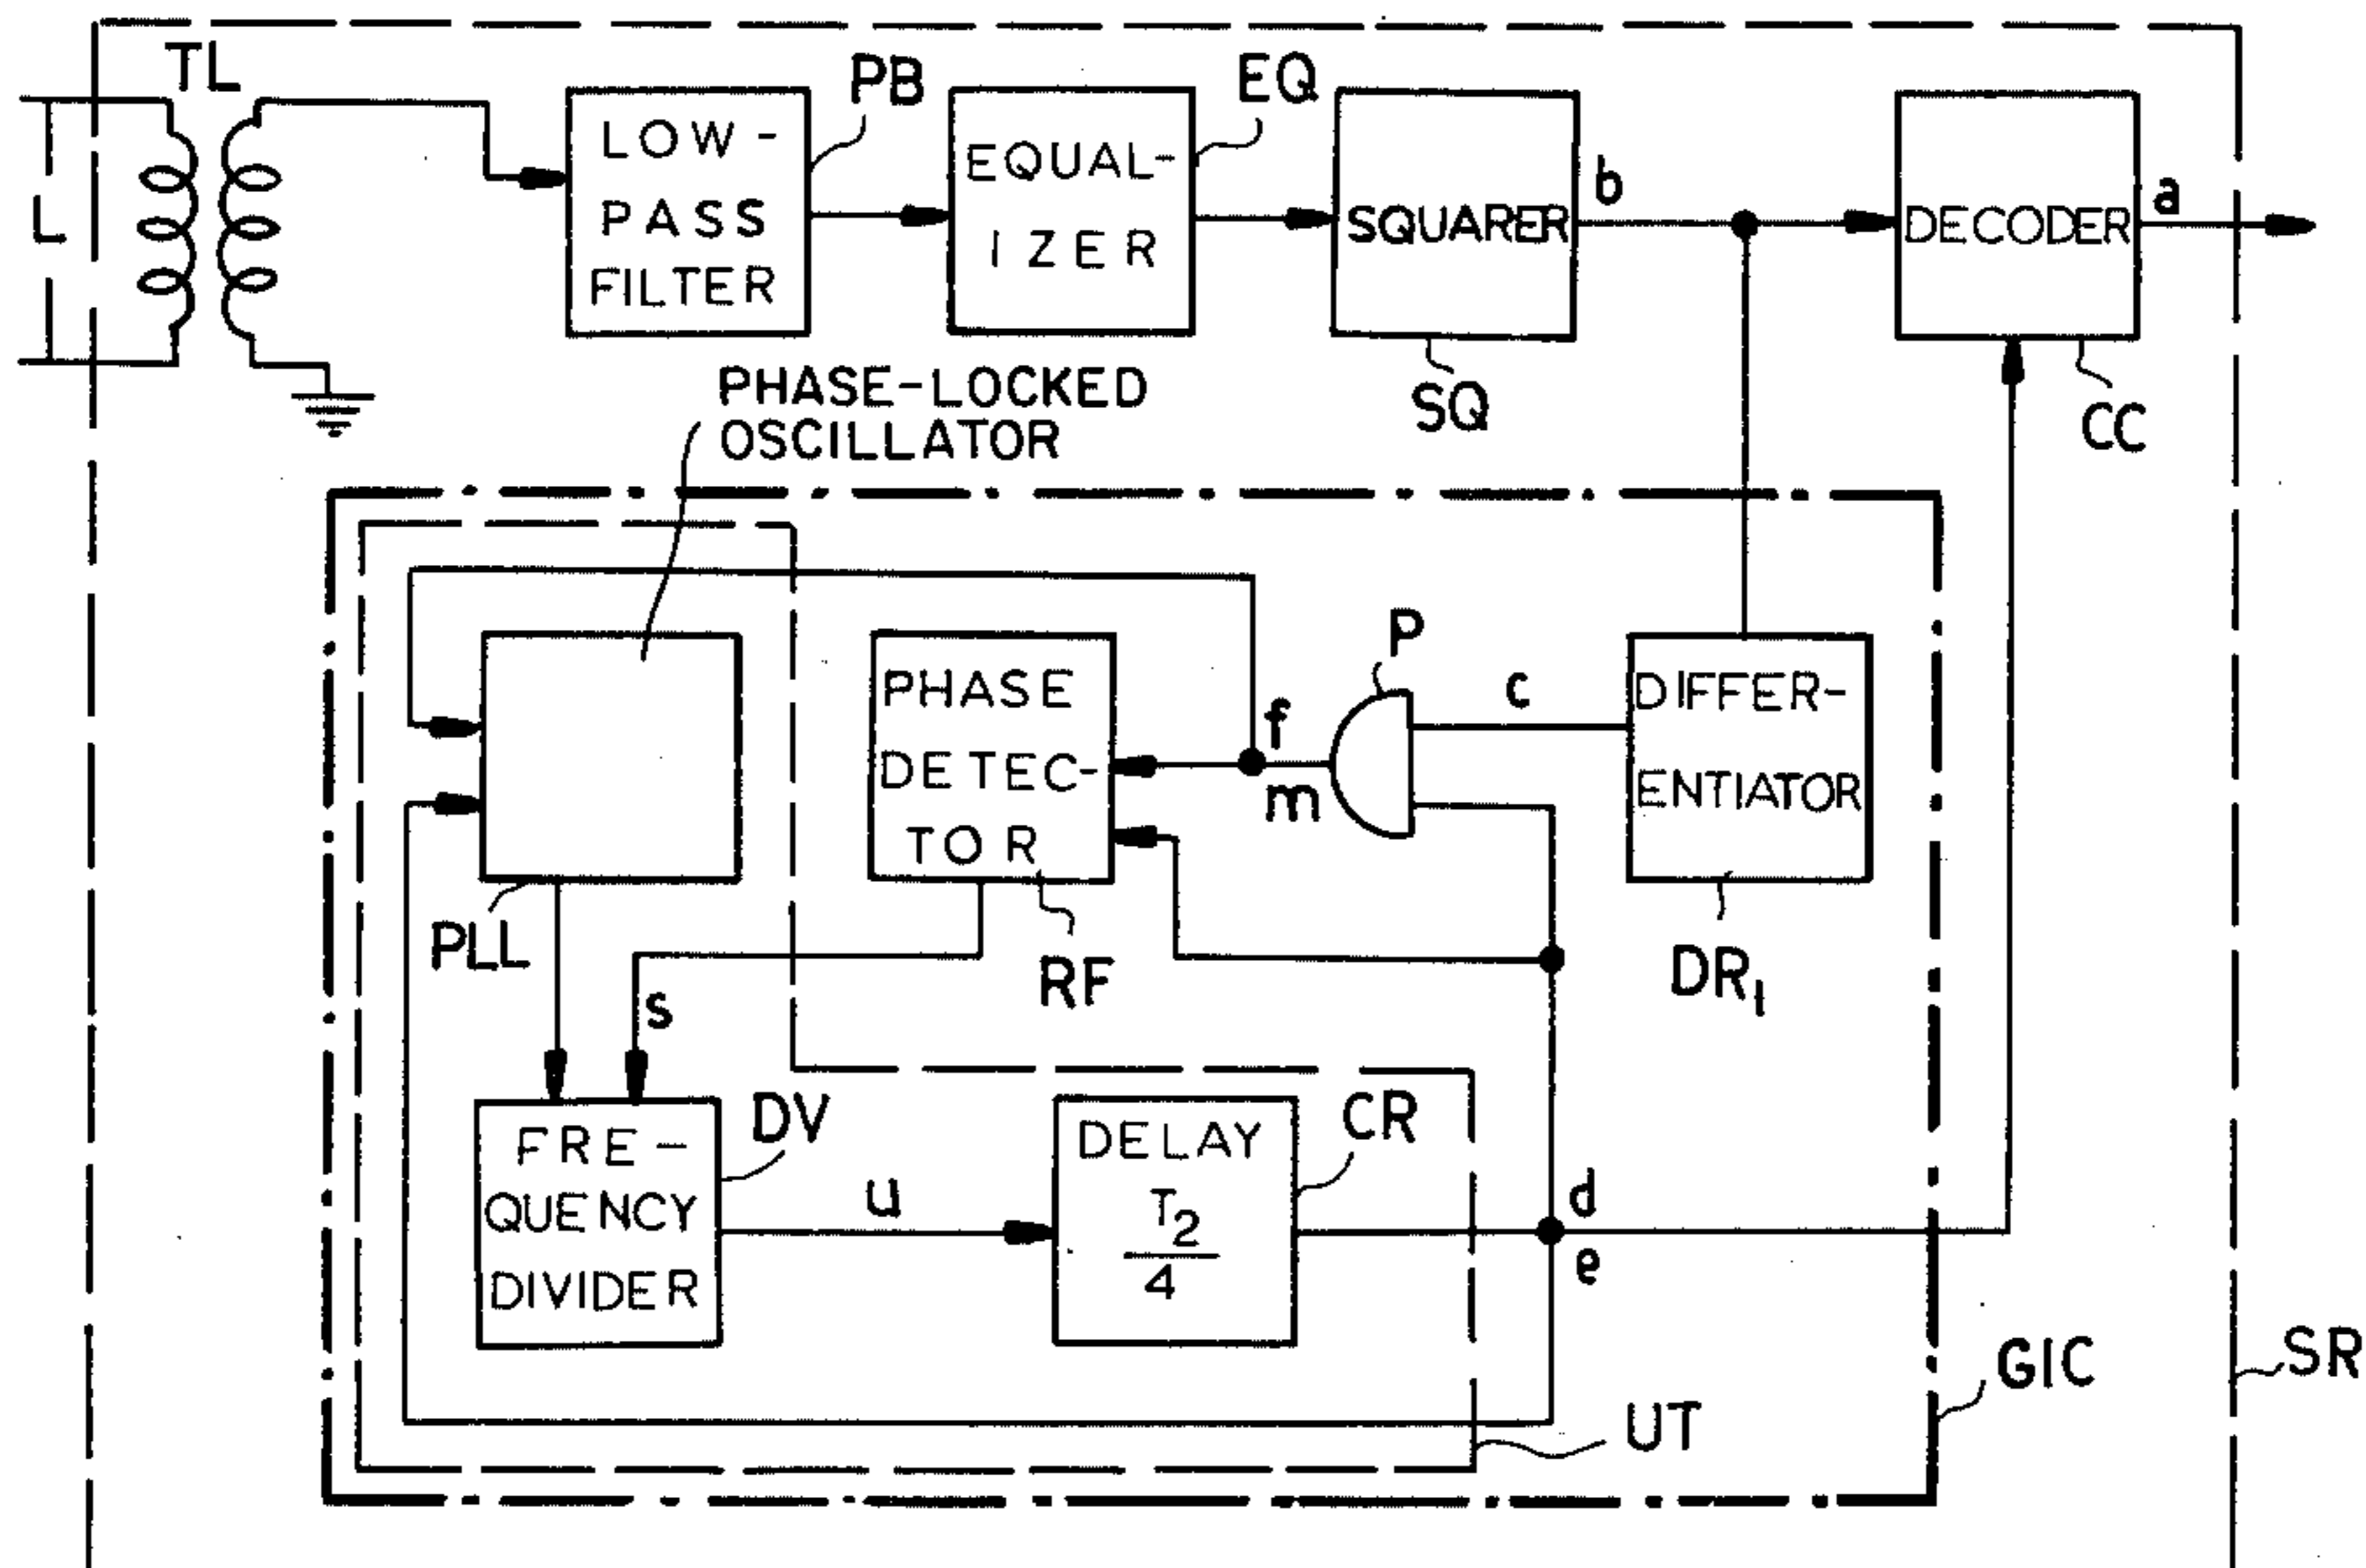 TL
L
LOW-
PASS
FILTER
PB
EQUAL-
IZER
EQ
SQUARER
SQ
b
DECODER
CC
a
PHASE-LOCKED
OSCILLATOR
PLL
PHASE
DETEC-
TOR
RF
f
m
P
c
DIFFER-
ENTIATOR
DR1
s
FRE-
QUENCY
DIVIDER
DV
u
DELAY
T2
4
CR
d
e
UT
GIC
SR